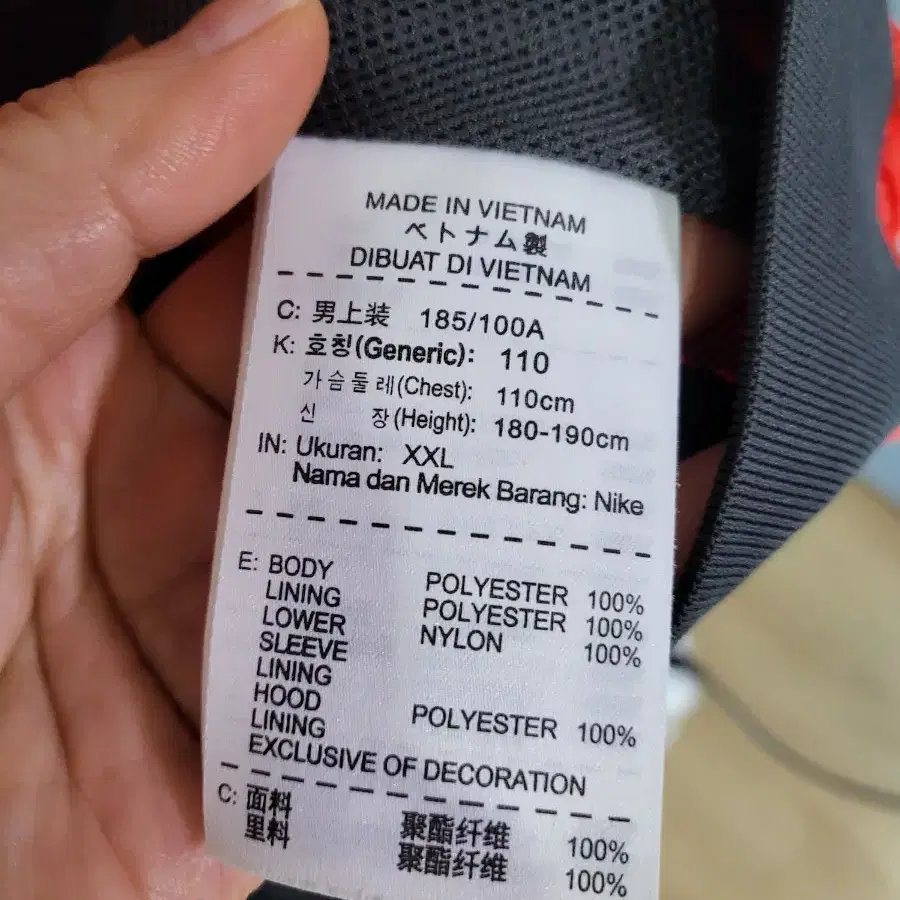 MADE IN VIETNAM
ベトナム製
DIBUAT DI VIETNAM
C: 男上装 185/100A
K: 호칭(Generic): 110
가슴둘레(Chest): 110cm
신 장(Height): 180-190cm
IN: Ukuran: XXL
Nama dan Merek Barang: Nike
E: BODY POLYESTER 100%
LINING POLYESTER 100%
LOWER NYLON 100%
SLEEVE
LINING
HOOD POLYESTER 100%
LINING
EXCLUSIVE OF DECORATION
C: 面料 聚酯纤维 100%
里料 聚酯纤维 100%